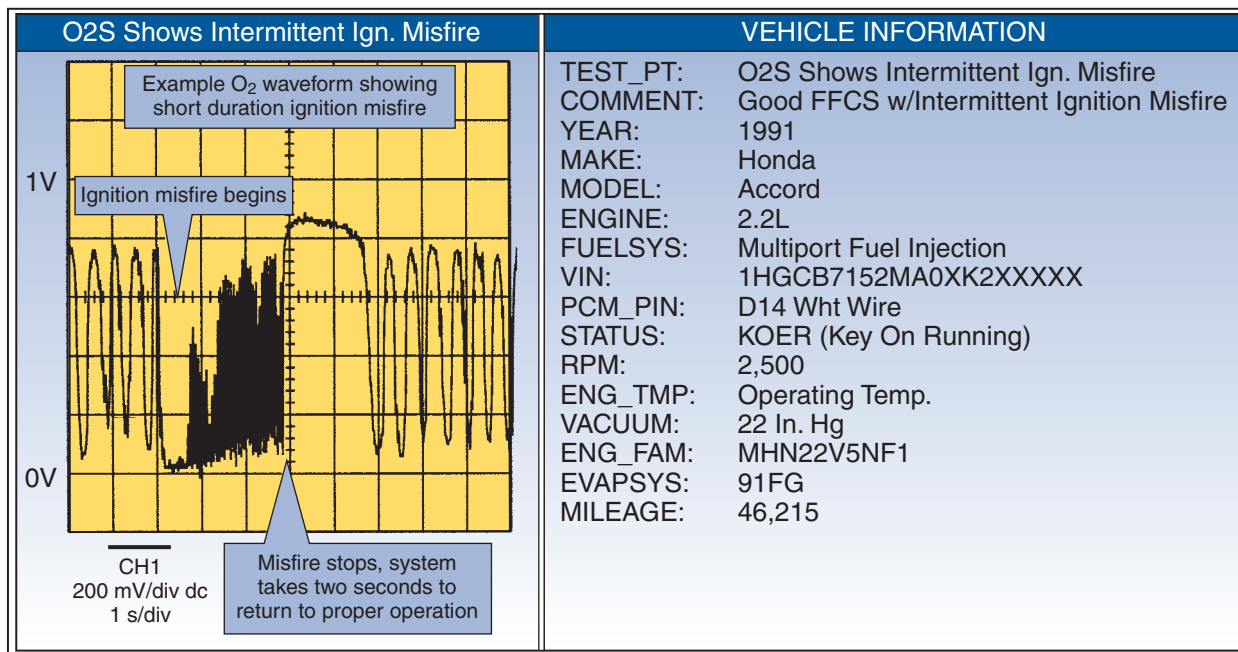 O2S Shows Intermittent Ign. Misfire
Example O₂ waveform showing
short duration ignition misfire
1V
Ignition misfire begins
0V
CH1
200 mV/div dc
1 s/div
Misfire stops, system
takes two seconds to
return to proper operation
VEHICLE INFORMATION
TEST_PT: O2S Shows Intermittent Ign. Misfire
COMMENT: Good FFCS w/Intermittent Ignition Misfire
YEAR: 1991
MAKE: Honda
MODEL: Accord
ENGINE: 2.2L
FUELSYS: Multiport Fuel Injection
VIN: 1HGCB7152MA0XK2XXXXX
PCM_PIN: D14 Wht Wire
STATUS: KOER (Key On Running)
RPM: 2,500
ENG_TMP: Operating Temp.
VACUUM: 22 In. Hg
ENG_FAM: MHN22V5NF1
EVAPSYS: 91FG
MILEAGE: 46,215